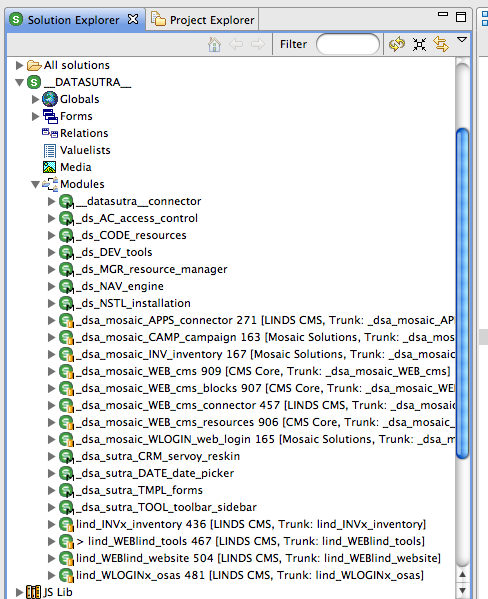 Solution Explorer
Project Explorer
Filter
All solutions
__DATASUTRA__
Globals
Forms
Relations
Valuelists
Media
Modules
__datasutra__connector
_ds_AC_access_control
_ds_CODE_resources
_ds_DEV_tools
_ds_MGR_resource_manager
_ds_NAV_engine
_ds_NSTL_installation
_dsa_mosaic_APPS_connector 271 [LINDS CMS, Trunk: _dsa_mosaic_AP
_dsa_mosaic_CAMP_campaign 163 [Mosaic Solutions, Trunk: _dsa_mosa
_dsa_mosaic_INV_inventory 167 [Mosaic Solutions, Trunk: _dsa_mosaic
_dsa_mosaic_WEB_cms 909 [CMS Core, Trunk: _dsa_mosaic_WEB_cms]
_dsa_mosaic_WEB_cms_blocks 907 [CMS Core, Trunk: _dsa_mosaic_WE
_dsa_mosaic_WEB_cms_connector 457 [LINDS CMS, Trunk: _dsa_mosaic
_dsa_mosaic_WEB_cms_resources 906 [CMS Core, Trunk: _dsa_mosaic_
_dsa_mosaic_WLOGIN_web_login 165 [Mosaic Solutions, Trunk: _dsa_m
_dsa_sutra_CRM_servoy_reskin
_dsa_sutra_DATE_date_picker
_dsa_sutra_TMPL_forms
_dsa_sutra_TOOL_toolbar_sidebar
lind_INVx_inventory 436 [LINDS CMS, Trunk: lind_INVx_inventory]
> lind_WEBlind_tools 467 [LINDS CMS, Trunk: lind_WEBlind_tools]
lind_WEBlind_website 504 [LINDS CMS, Trunk: lind_WEBlind_website]
lind_WLOGINx_osas 481 [LINDS CMS, Trunk: lind_WLOGINx_osas]
JS Lib